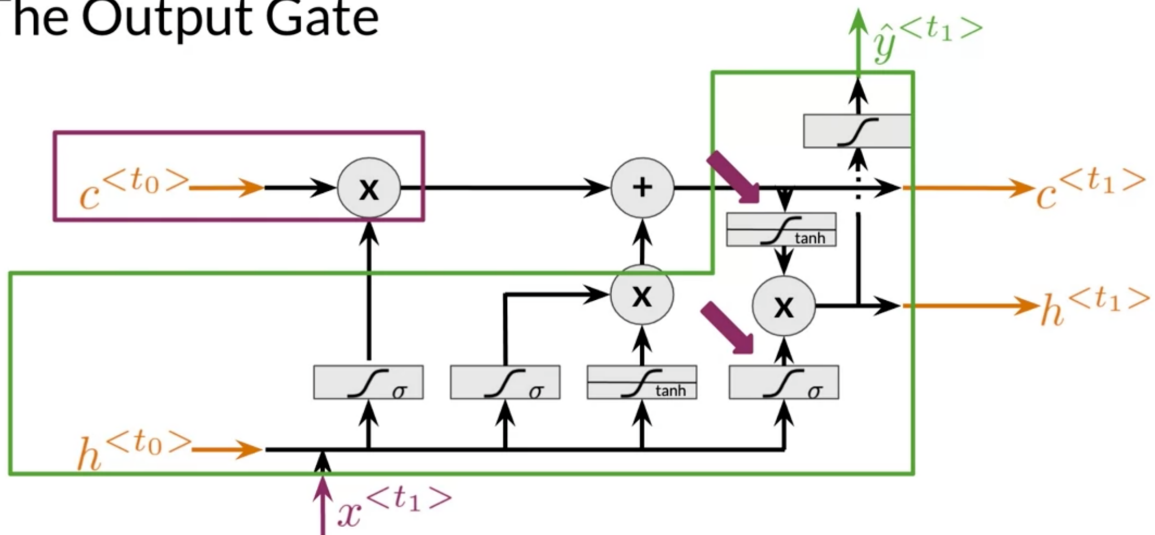 The Output Gate
ŷ<t₁>
c<t₀> x + c<t₁>
tanh
x x h<t₁>
σ σ tanh σ
h<t₀>
x<t₁>